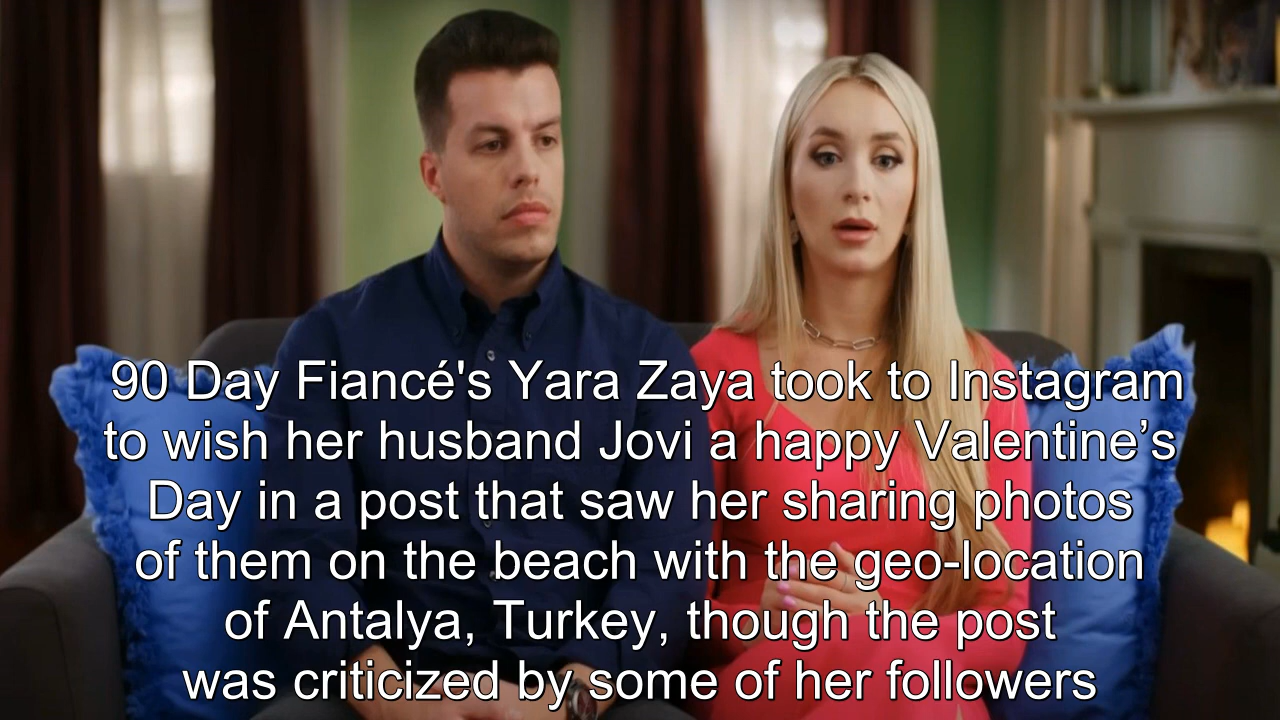 90 Day Fiancé's Yara Zaya took to Instagram
to wish her husband Jovi a happy Valentine’s
Day in a post that saw her sharing photos
of them on the beach with the geo-location
of Antalya, Turkey, though the post
was criticized by some of her followers